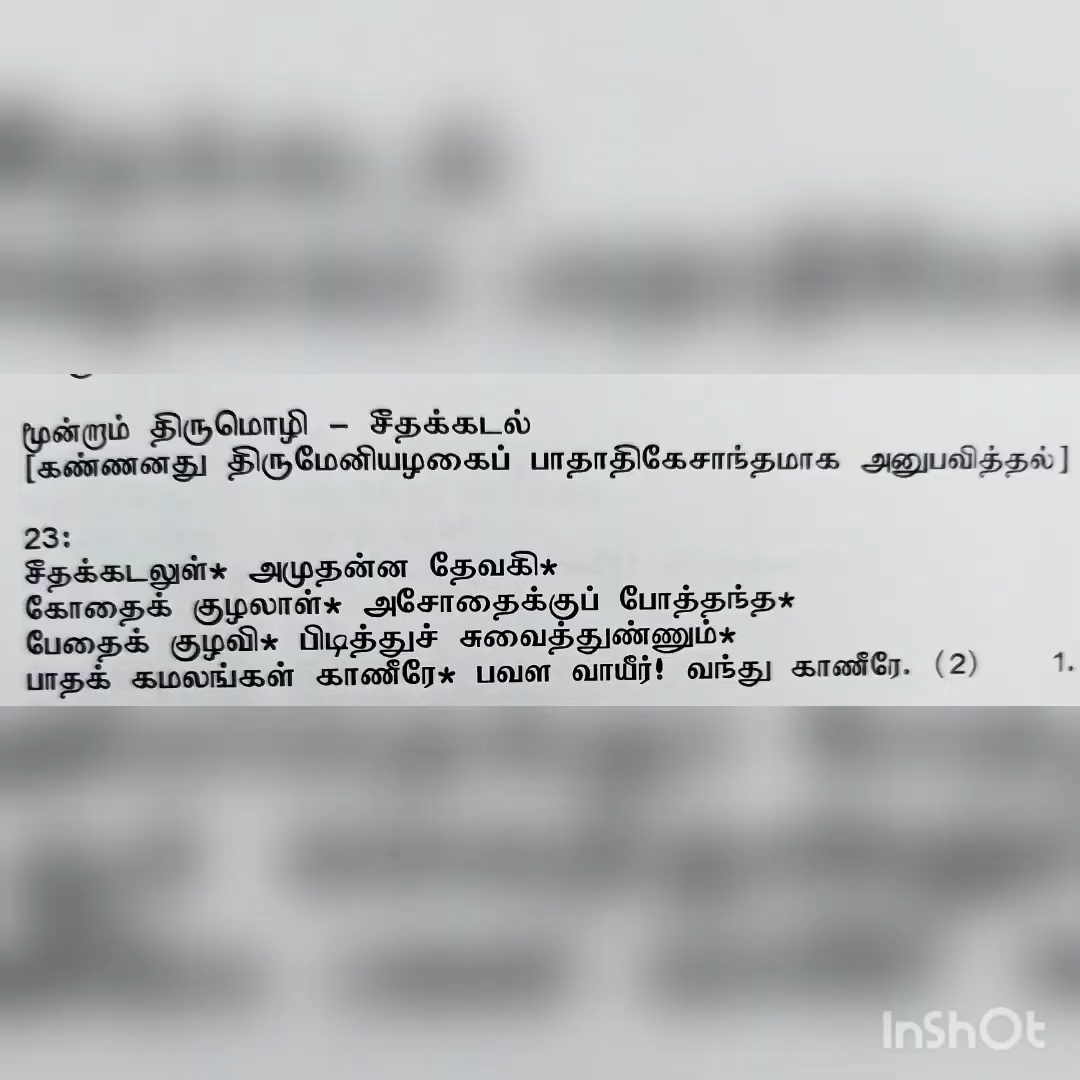 மூன்றம் திருமொழி – சீதக்கடல்
[கண்ணனது திருமேனியழகைப் பாதாதிகேசாந்தமாக அனுபவித்தல்]
23:
சீதக்கடலுள்* அமுதன்ன தேவகி*
கோதைக் குழலாள்* அசோதைக்குப் போத்தந்த*
பேதைக் குழவி* பிடித்துச் சுவைத்துண்ணும்*
பாதக் கமலங்கள் காணீரே* பவள வாயீர்! வந்து காணீரே. (2) 1.
InShOt